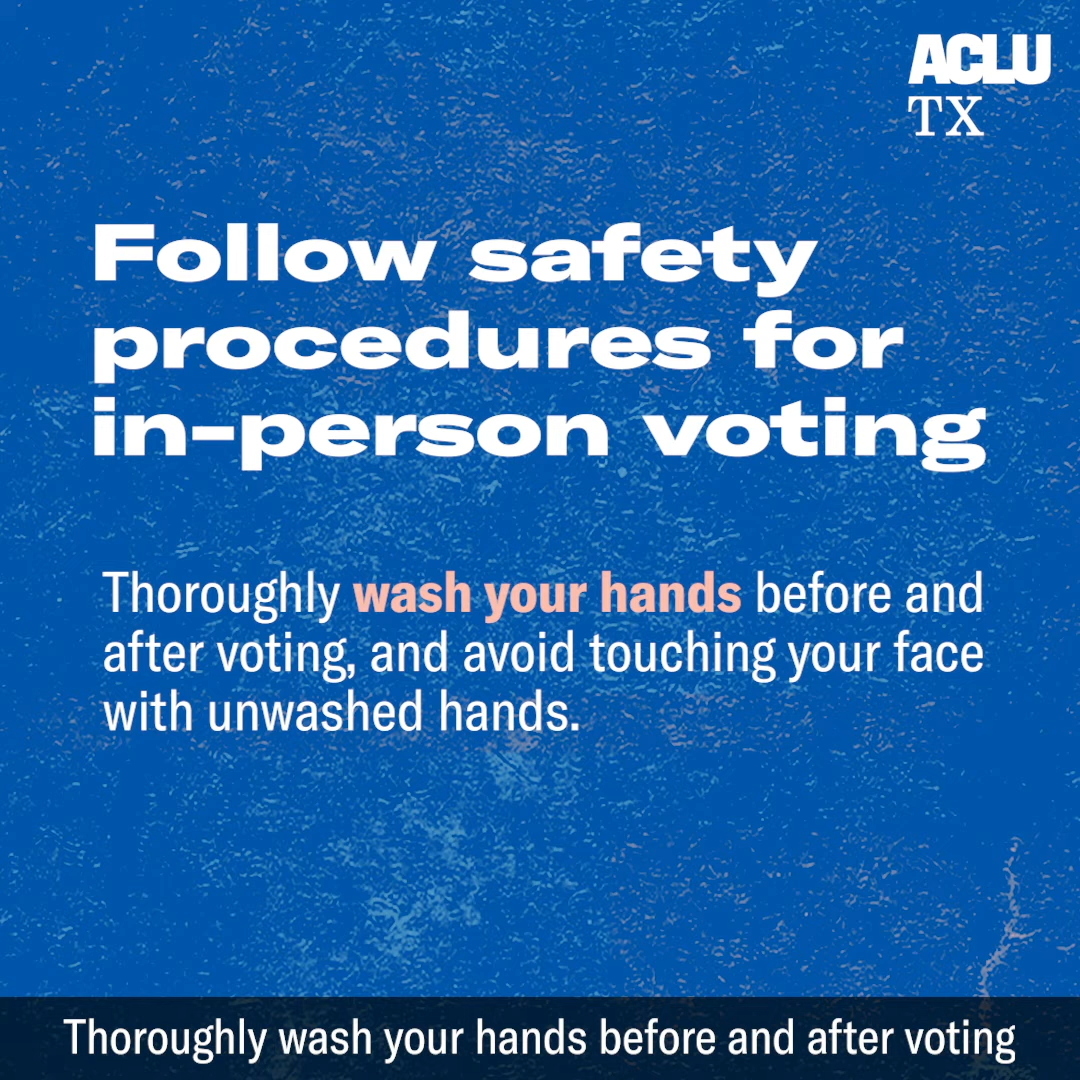 ACLU
TX
Follow safety
procedures for
in-person voting
Thoroughly wash your hands before and
after voting, and avoid touching your face
with unwashed hands.
Thoroughly wash your hands before and after voting